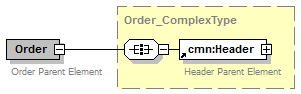 Order_ComplexType
Order
cmn:Header
Order Parent Element
Header Parent Element